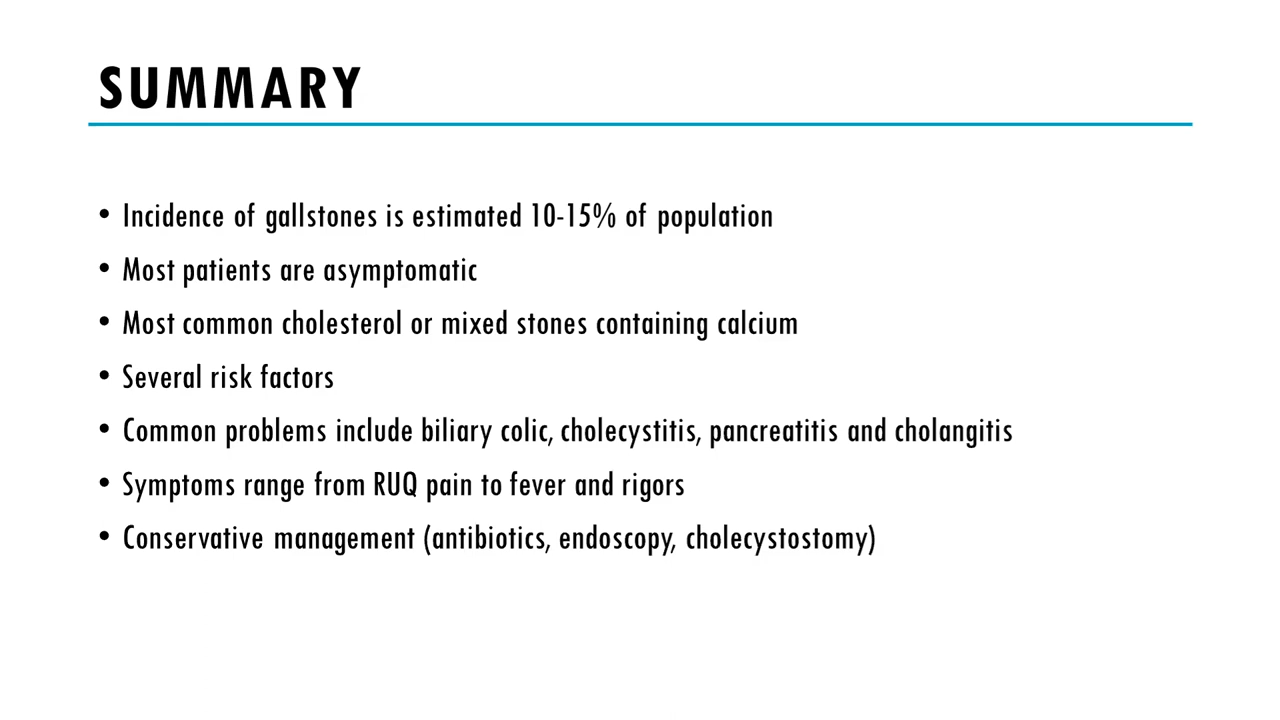 SUMMARY
• Incidence of gallstones is estimated 10-15% of population
• Most patients are asymptomatic
• Most common cholesterol or mixed stones containing calcium
• Several risk factors
• Common problems include biliary colic, cholecystitis, pancreatitis and cholangitis
• Symptoms range from RUQ pain to fever and rigors
• Conservative management (antibiotics, endoscopy, cholecystostomy)